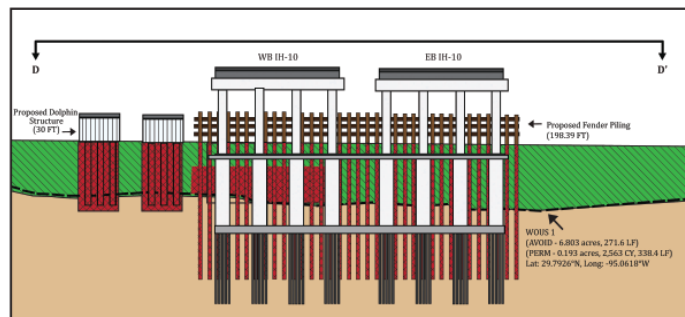 D
D'
WB IH-10
EB IH-10
Proposed Dolphin
Structure
(30 FT)
Proposed Fender Piling
(198.39 FT)
WOUS 1
(AVOID - 6.803 acres, 271.6 LF)
(PERM - 0.193 acres, 2,563 CY, 338.4 LF)
Lat: 29.7926°N, Long: -95.0618°W